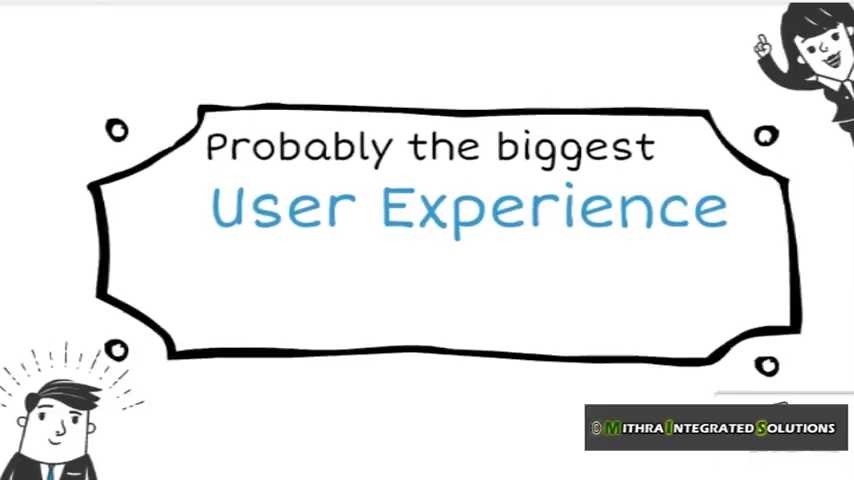 Probably the biggest
User Experience
© Mithra Integrated Solutions